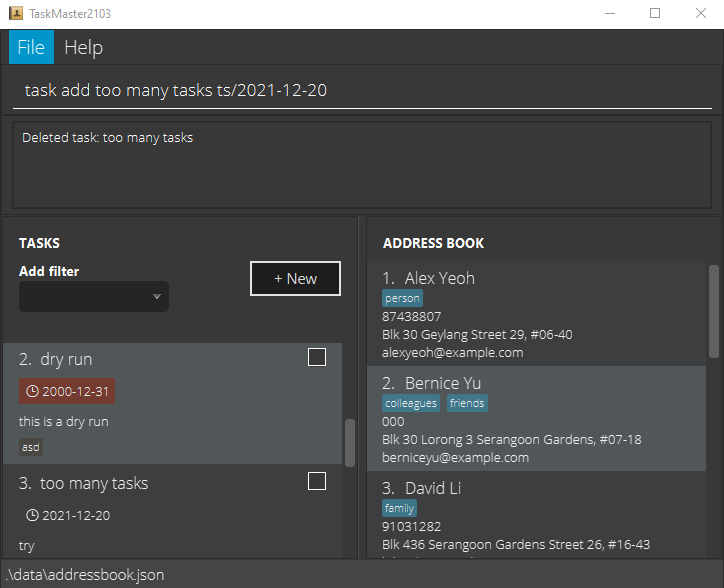 TaskMaster2103
File Help
task add too many tasks ts/2021-12-20
Deleted task: too many tasks
TASKS
Add filter
+ New
2. dry run
2000-12-31
this is a dry run
asd
3. too many tasks
2021-12-20
try
ADDRESS BOOK
1. Alex Yeoh
person
87438807
Blk 30 Geylang Street 29, #06-40
alexyeoh@example.com
2. Bernice Yu
colleagues friends
000
Blk 30 Lorong 3 Serangoon Gardens, #07-18
berniceyu@example.com
3. David Li
family
91031282
Blk 436 Serangoon Gardens Street 26, #16-43
.\data\addressbook.json